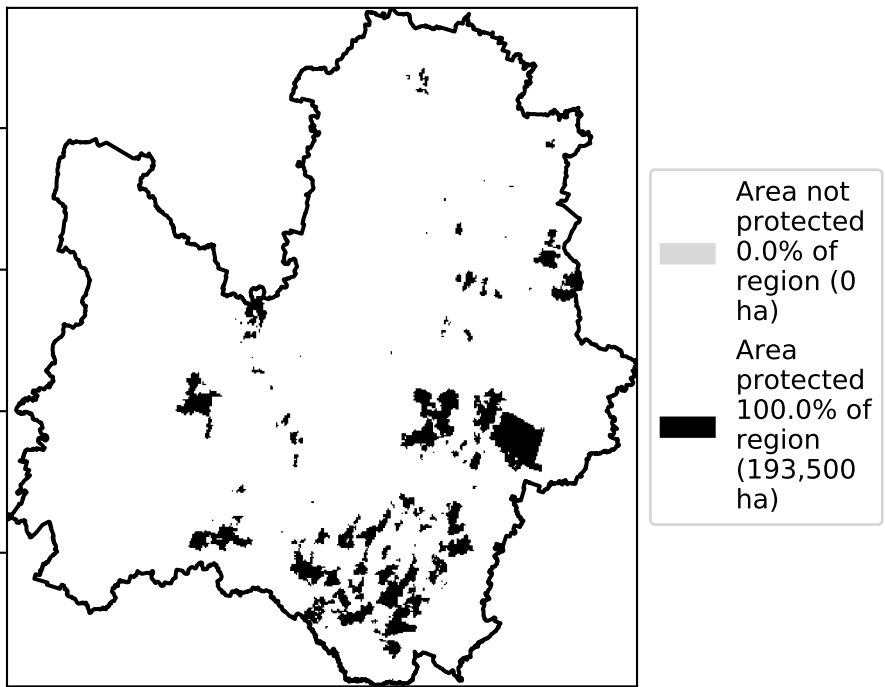 Area not
protected
0.0% of
region (0
ha)
Area
protected
100.0% of
region
(193,500
ha)